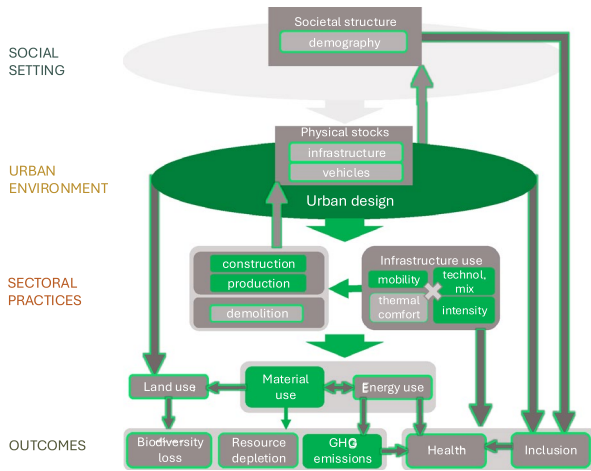 Societal structure
demography
SOCIAL
SETTING
Physical stocks
infrastructure
vehicles
URBAN
ENVIRONMENT
Urban design
construction
production
demolition
Infrastructure use
mobility
technol,
mix
thermal
comfort
intensity
SECTORAL
PRACTICES
Land use
Material
use
Energy use
OUTCOMES
Biodiversity
loss
Resource
depletion
GHG
emissions
Health
Inclusion